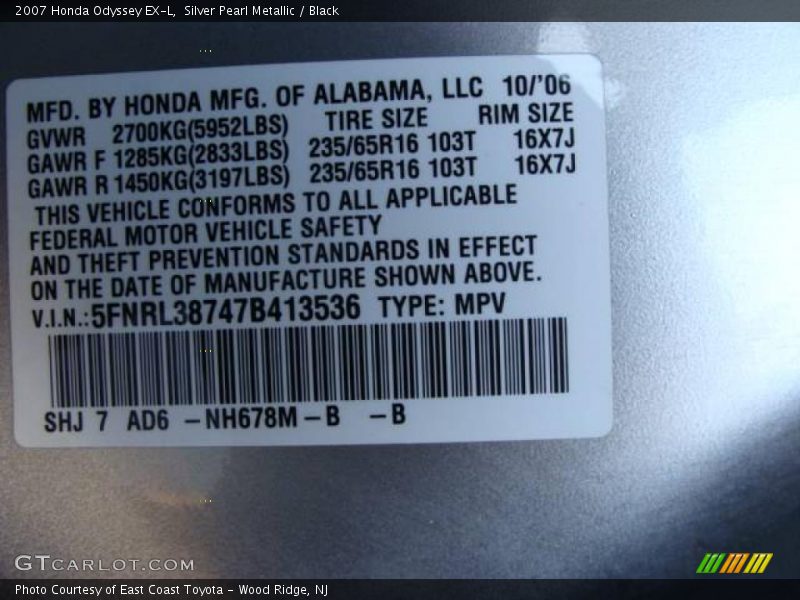 2007 Honda Odyssey EX-L,  Silver Pearl Metallic / Black
MFD. BY HONDA MFG. OF ALABAMA, LLC 10/'06
GVWR 2700KG(5952LBS) TIRE SIZE RIM SIZE
GAWR F 1285KG(2833LBS) 235/65R16 103T 16X7J
GAWR R 1450KG(3197LBS) 235/65R16 103T 16X7J
THIS VEHICLE CONFORMS TO ALL APPLICABLE
FEDERAL MOTOR VEHICLE SAFETY
AND THEFT PREVENTION STANDARDS IN EFFECT
ON THE DATE OF MANUFACTURE SHOWN ABOVE.
V.I.N.:5FNRL38747B413536 TYPE: MPV
SHJ 7 AD6 -NH678M-B -B
GTCARLOT.COM
Photo Courtesy of East Coast Toyota - Wood Ridge, NJ